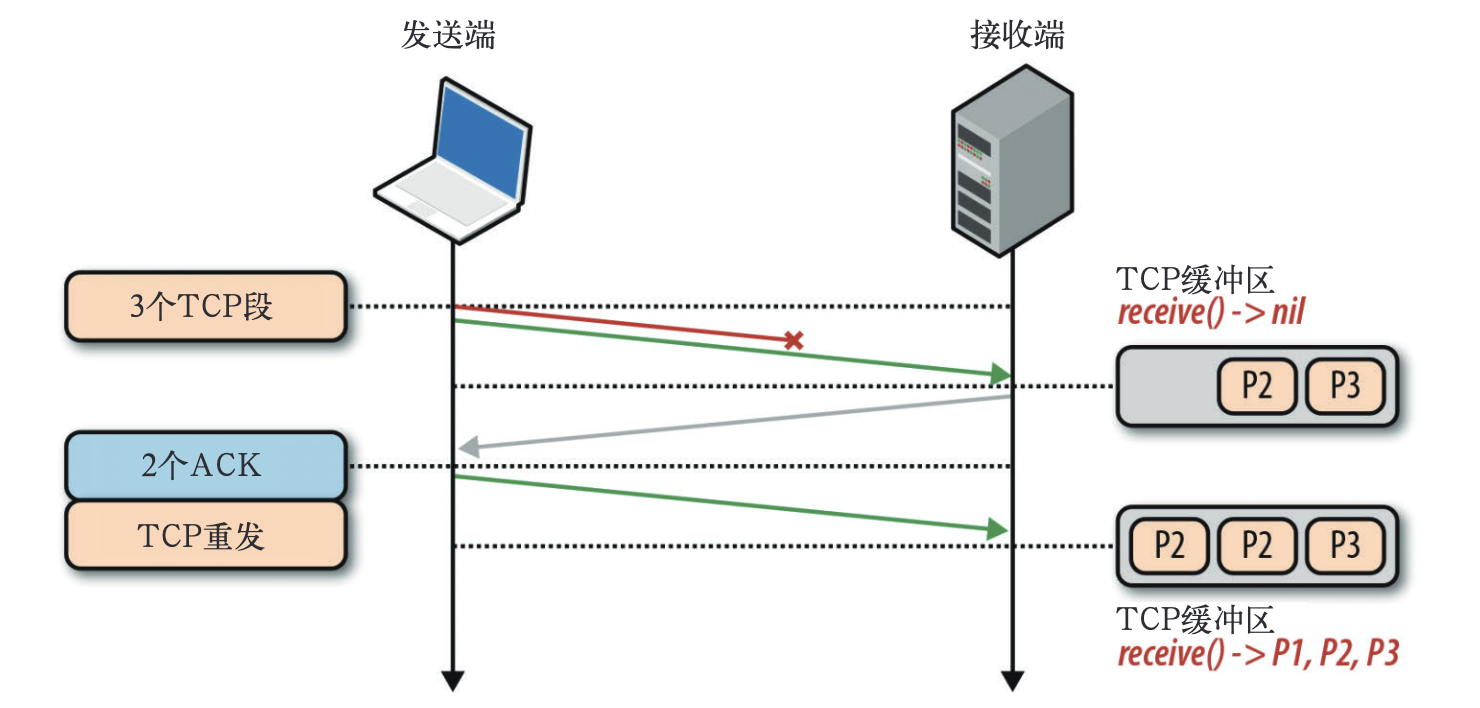 发送端
接收端
3个TCP段
TCP缓冲区
receive() -> nil
P2 P3
2个ACK
TCP重发
P2 P2 P3
TCP缓冲区
receive() -> P1, P2, P3